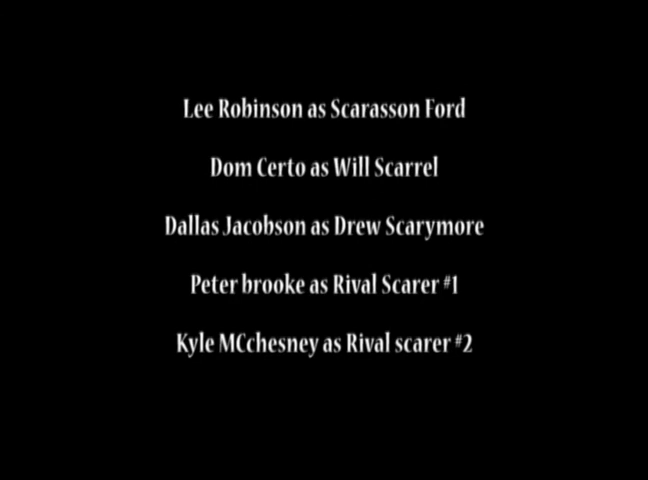 Lee Robinson as Scarasson Ford
Dom Certo as Will Scarrel
Dallas Jacobson as Drew Scarymore
Peter brooke as Rival Scarer #1
Kyle MCchesney as Rival scarer #2